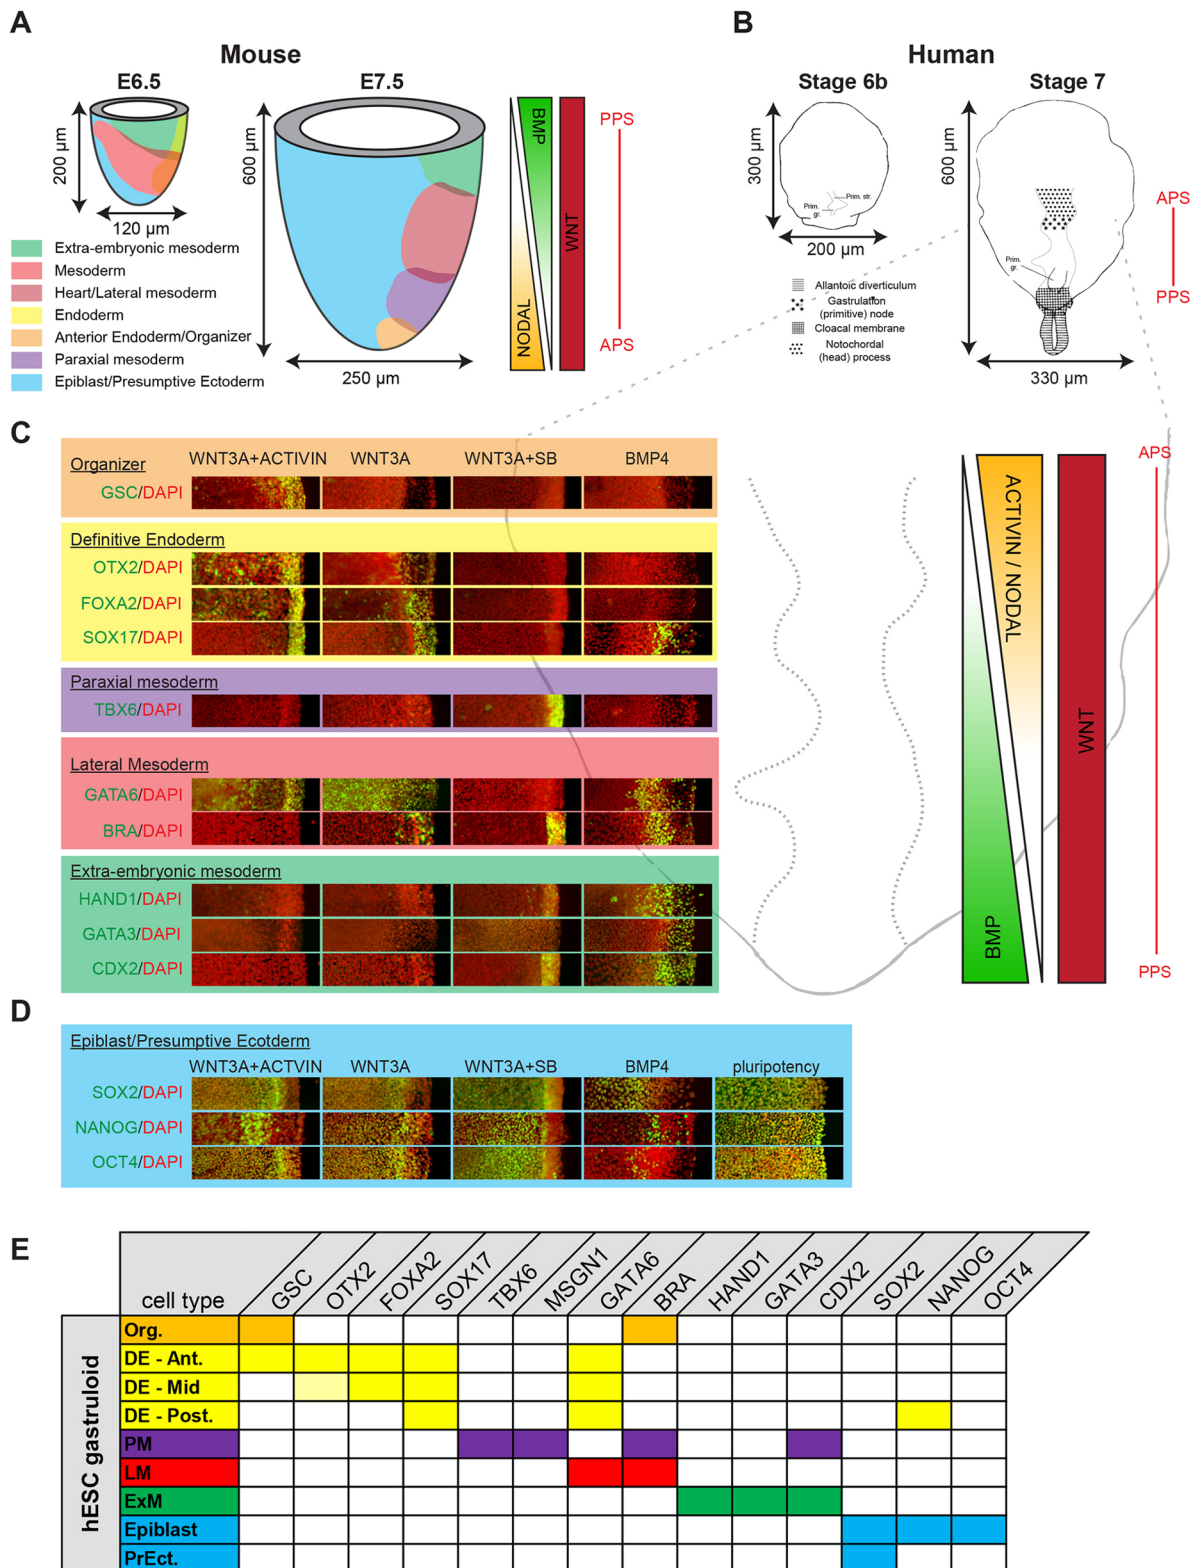 A
Mouse
E6.5
E7.5
200 µm
120 µm
600 µm
250 µm
BMP
NODAL
WNT
PPS
APS
Extra-embryonic mesoderm
Mesoderm
Heart/Lateral mesoderm
Endoderm
Anterior Endoderm/Organizer
Paraxial mesoderm
Epiblast/Presumptive Ectoderm
B
Human
Stage 6b
Stage 7
300 µm
200 µm
Prim. str.
Prim.
gr.
600 µm
330 µm
Prim.
gr.
APS
PPS
Allantoic diverticulum
Gastrulation
(primitive) node
Cloacal membrane
Notochordal
(head) process
C
Organizer
WNT3A+ACTIVIN WNT3A WNT3A+SB BMP4
GSC/DAPI
Definitive Endoderm
OTX2/DAPI
FOXA2/DAPI
SOX17/DAPI
Paraxial mesoderm
TBX6/DAPI
Lateral Mesoderm
GATA6/DAPI
BRA/DAPI
Extra-embryonic mesoderm
HAND1/DAPI
GATA3/DAPI
CDX2/DAPI
ACTIVIN / NODAL
BMP
WNT
APS
PPS
D
Epiblast/Presumptive Ecotderm
WNT3A+ACTVIN WNT3A WNT3A+SB BMP4 pluripotency
SOX2/DAPI
NANOG/DAPI
OCT4/DAPI
E
cell type GSC OTX2 FOXA2 SOX17 TBX6 MSGN1 GATA6 BRA HAND1 GATA3 CDX2 SOX2 NANOG OCT4
hESC gastruloid
Org.
DE - Ant.
DE - Mid
DE - Post.
PM
LM
ExM
Epiblast
PrEct.